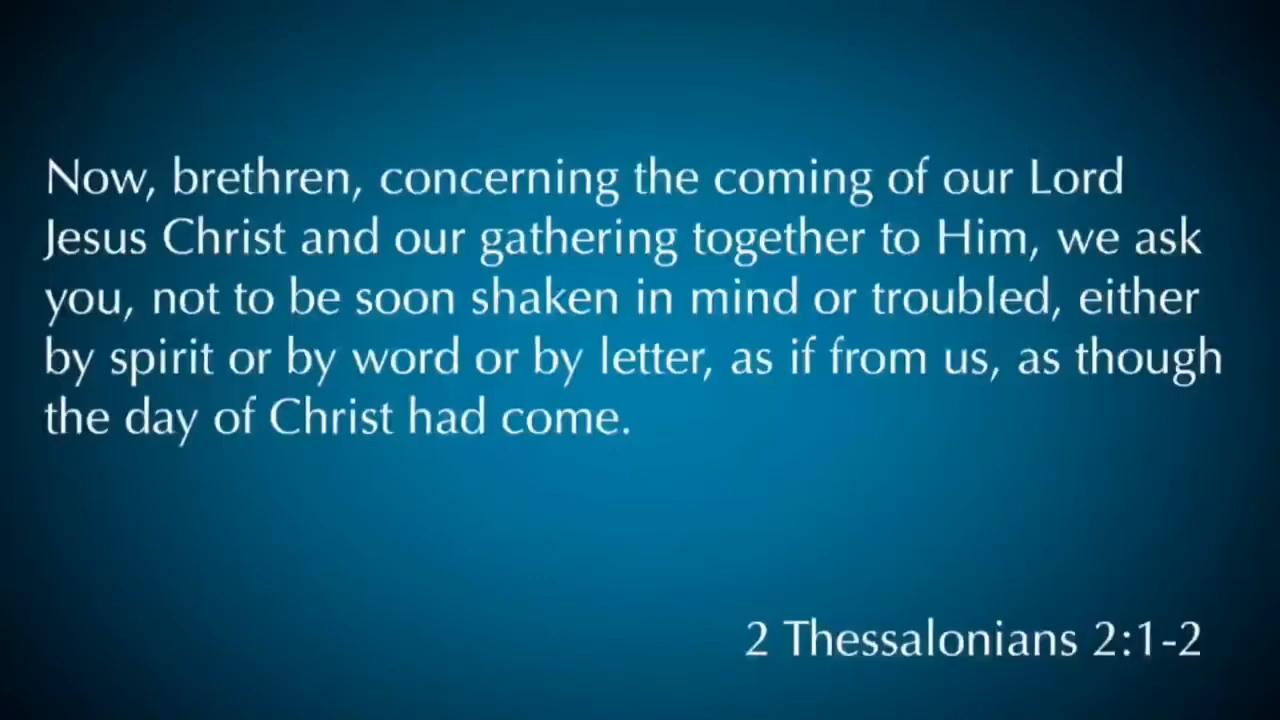 Now, brethren, concerning the coming of our Lord
Jesus Christ and our gathering together to Him, we ask
you, not to be soon shaken in mind or troubled, either
by spirit or by word or by letter, as if from us, as though
the day of Christ had come.
2 Thessalonians 2:1-2